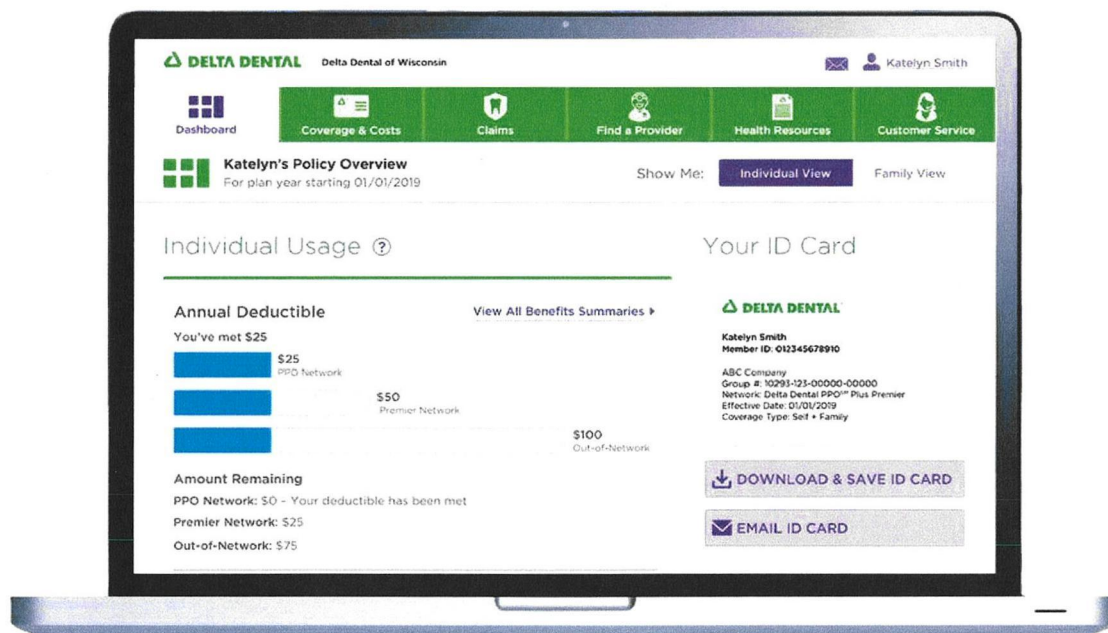 DELTA DENTAL Delta Dental of Wisconsin
Katelyn Smith
Dashboard
Coverage & Costs
Claims
Find a Provider
Health Resources
Customer Service
Katelyn's Policy Overview
For plan year starting 01/01/2019
Show Me:
Individual View
Family View
Individual Usage ?
Your ID Card
Annual Deductible
View All Benefits Summaries
You've met $25
$25
PPO Network
$50
Premier Network
$100
Out-of-Network
Amount Remaining
PPO Network: $0 - Your deductible has been met
Premier Network: $25
Out-of-Network: $75
DELTA DENTAL
Katelyn Smith
Member ID: 012345678910
ABC Company
Group #: 10293-123-00000-00000
Network: Delta Dental PPO℠ Plus Premier
Effective Date: 01/01/2019
Coverage Type: Self + Family
DOWNLOAD & SAVE ID CARD
EMAIL ID CARD